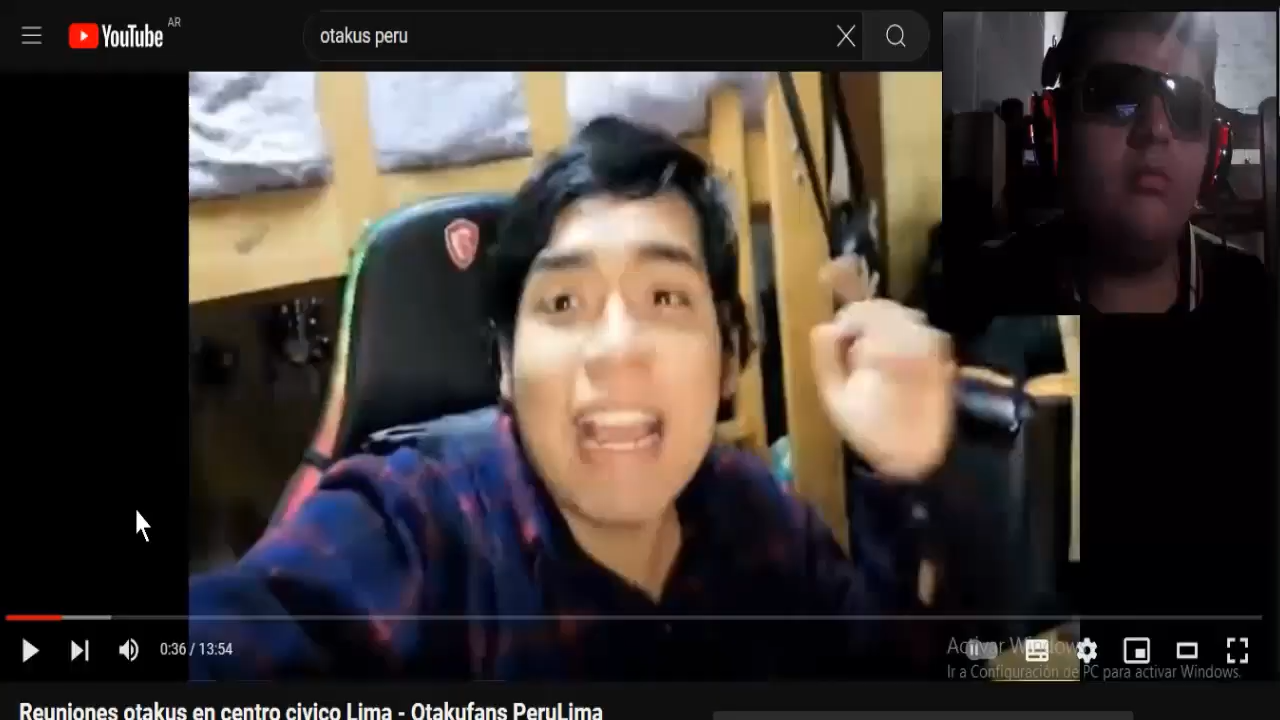 YouTube
AR
otakus peru
0:36 / 13:54
Activar Windows
Ir a Configuración de PC para activar Windows.
Reuniones otakus en centro civico Lima - Otakufans PeruLima